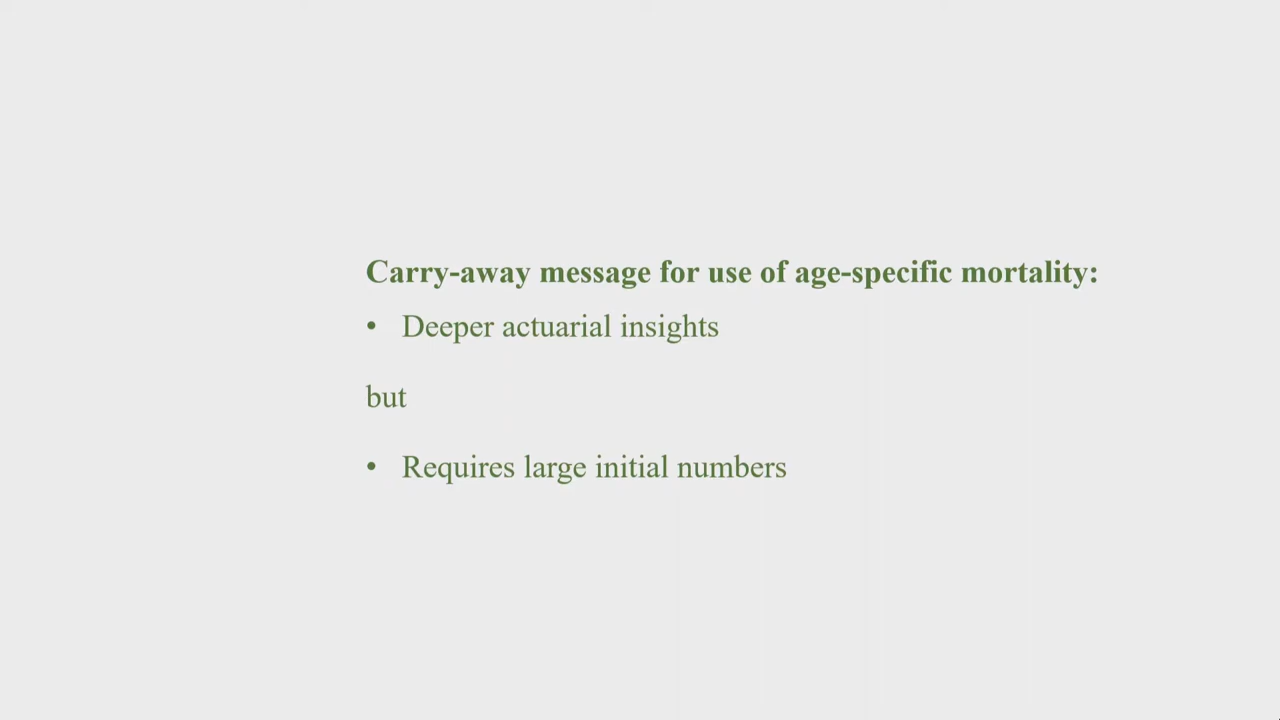 Carry-away message for use of age-specific mortality:
• Deeper actuarial insights
but
• Requires large initial numbers